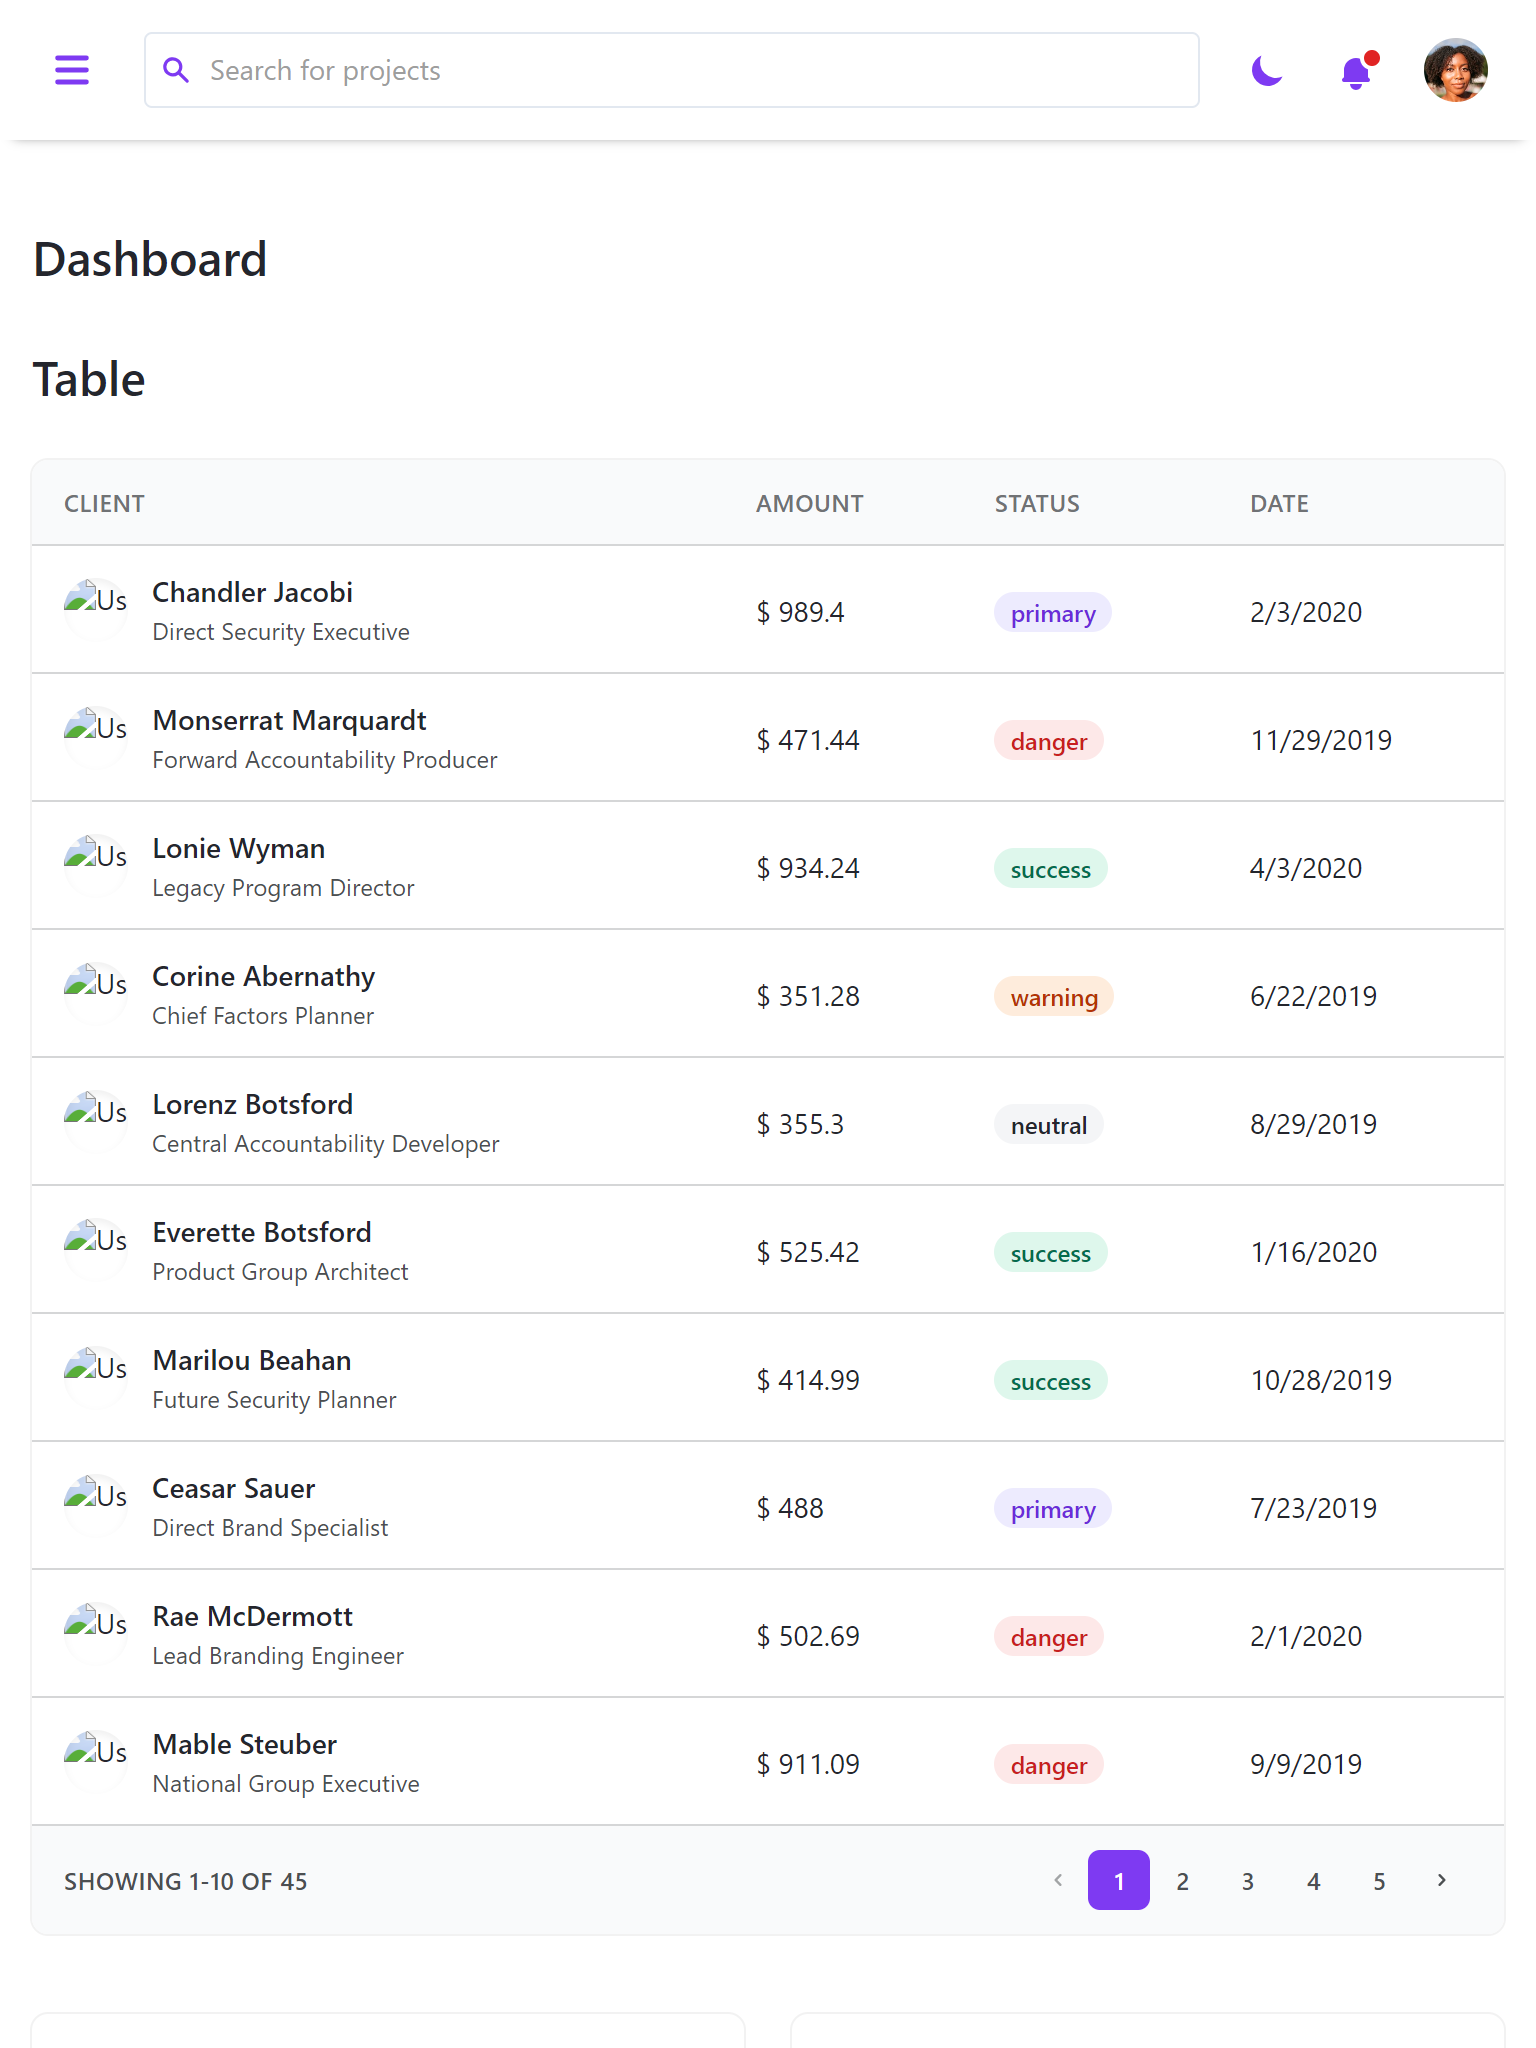 Search for projects
Dashboard
Table
CLIENT AMOUNT STATUS DATE
Us Chandler Jacobi
Direct Security Executive
$ 989.4 primary 2/3/2020
Us Monserrat Marquardt
Forward Accountability Producer
$ 471.44 danger 11/29/2019
Us Lonie Wyman
Legacy Program Director
$ 934.24 success 4/3/2020
Us Corine Abernathy
Chief Factors Planner
$ 351.28 warning 6/22/2019
Us Lorenz Botsford
Central Accountability Developer
$ 355.3 neutral 8/29/2019
Us Everette Botsford
Product Group Architect
$ 525.42 success 1/16/2020
Us Marilou Beahan
Future Security Planner
$ 414.99 success 10/28/2019
Us Ceasar Sauer
Direct Brand Specialist
$ 488 primary 7/23/2019
Us Rae McDermott
Lead Branding Engineer
$ 502.69 danger 2/1/2020
Us Mable Steuber
National Group Executive
$ 911.09 danger 9/9/2019
SHOWING 1-10 OF 45 1 2 3 4 5